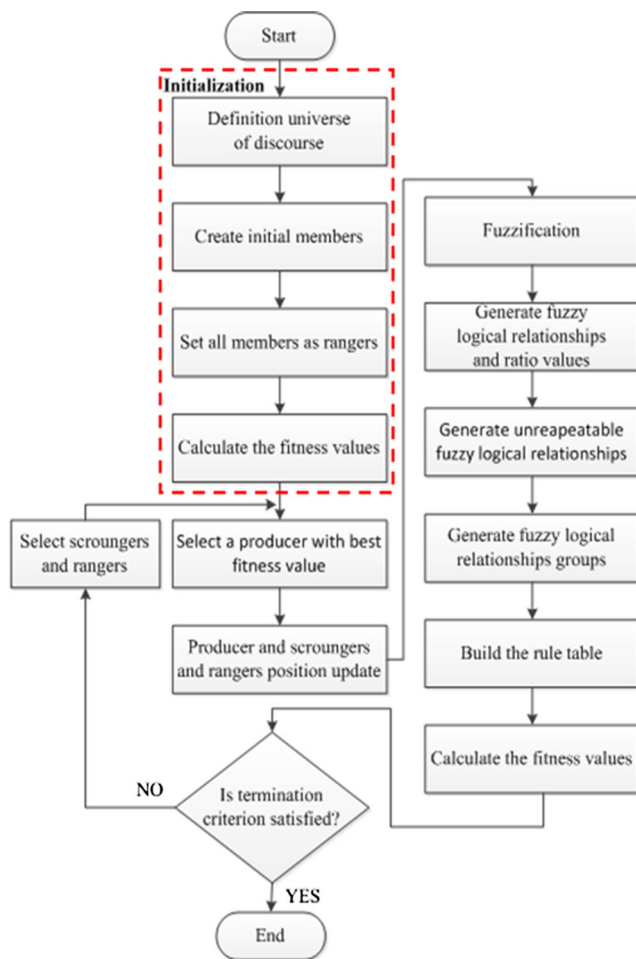 Start
Initialization
Definition universe
of discourse
Create initial members
Set all members as rangers
Calculate the fitness values
Select scroungers
and rangers
Select a producer with best
fitness value
Producer and scroungers
and rangers position update
Fuzzification
Generate fuzzy
logical relationships
and ratio values
Generate unreapeatable
fuzzy logical relationships
Generate fuzzy logical
relationships groups
Build the rule table
Calculate the fitness values
Is termination
criterion satisfied?
NO
YES
End